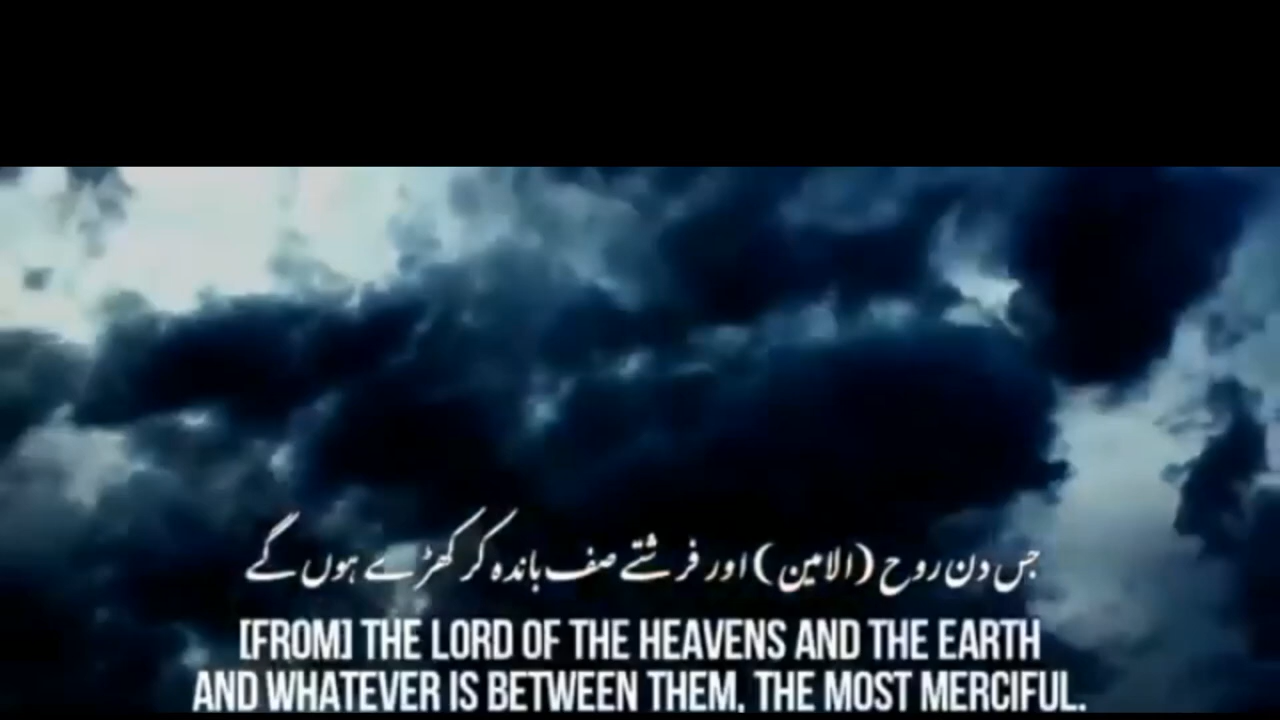 جس دن روح (الامین) اور فرشتے صف باندھ کر کھڑے ہوں گے
[FROM] THE LORD OF THE HEAVENS AND THE EARTH
AND WHATEVER IS BETWEEN THEM, THE MOST MERCIFUL.